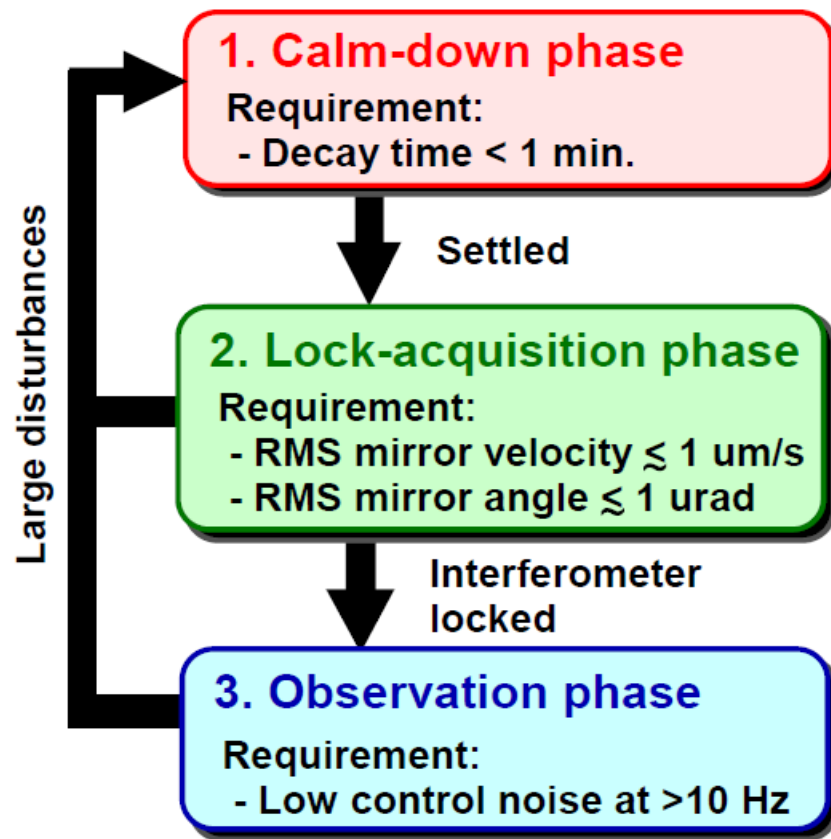 1. Calm-down phase
Requirement:
- Decay time < 1 min.
Settled
Large disturbances
2. Lock-acquisition phase
Requirement:
- RMS mirror velocity ≲ 1 um/s
- RMS mirror angle ≲ 1 urad
Interferometer
locked
3. Observation phase
Requirement:
- Low control noise at >10 Hz